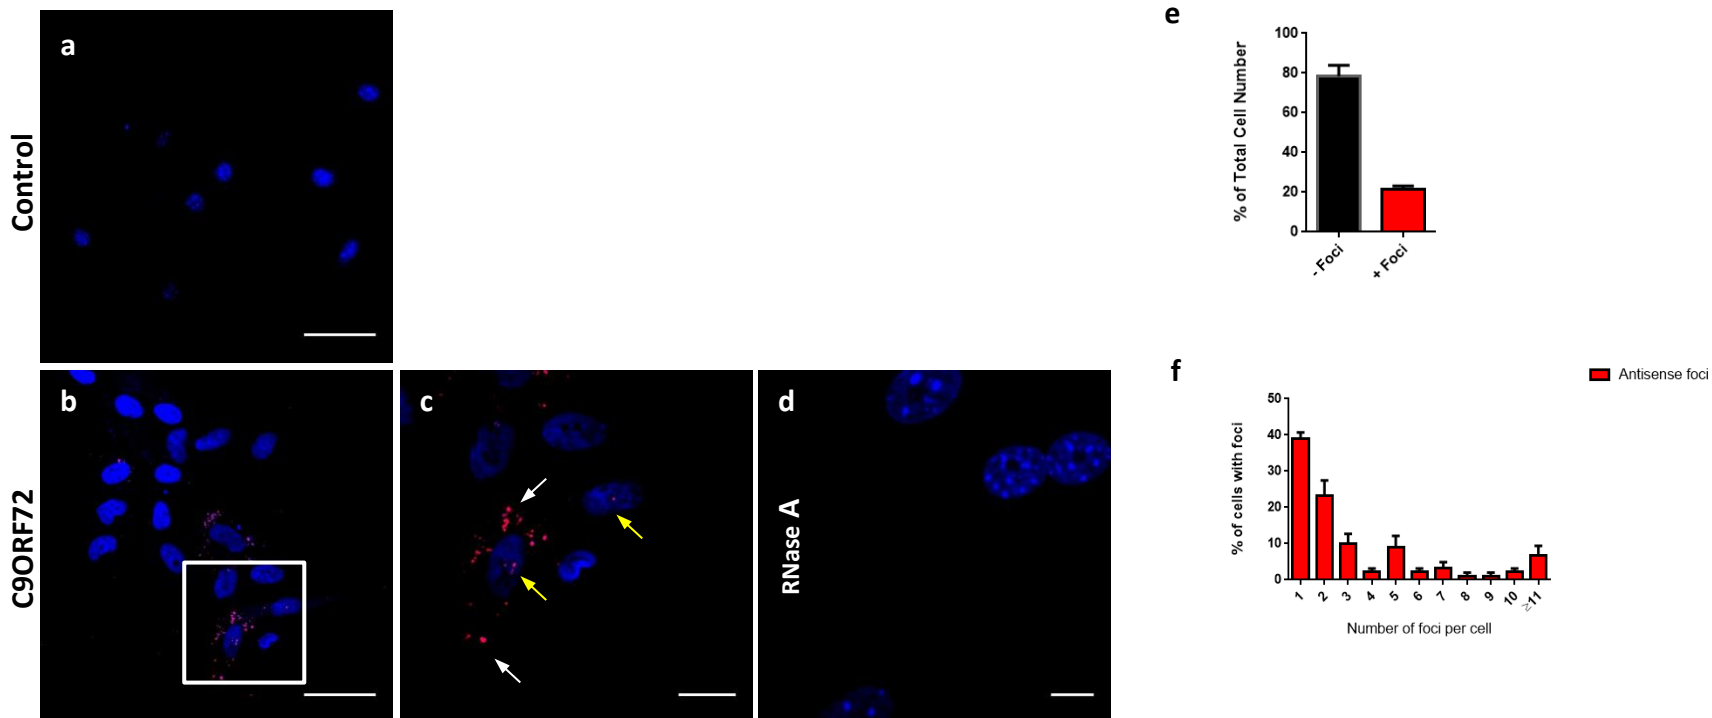 a
Control
b
c
d
C9ORF72
RNase A
e
100
80
60
40
20
0
% of Total Cell Number
- Foci
+ Foci
f
Antisense foci
50
40
30
20
10
0
% of cells with foci
1 2 3 4 5 6 7 8 9 10 ≥11
Number of foci per cell